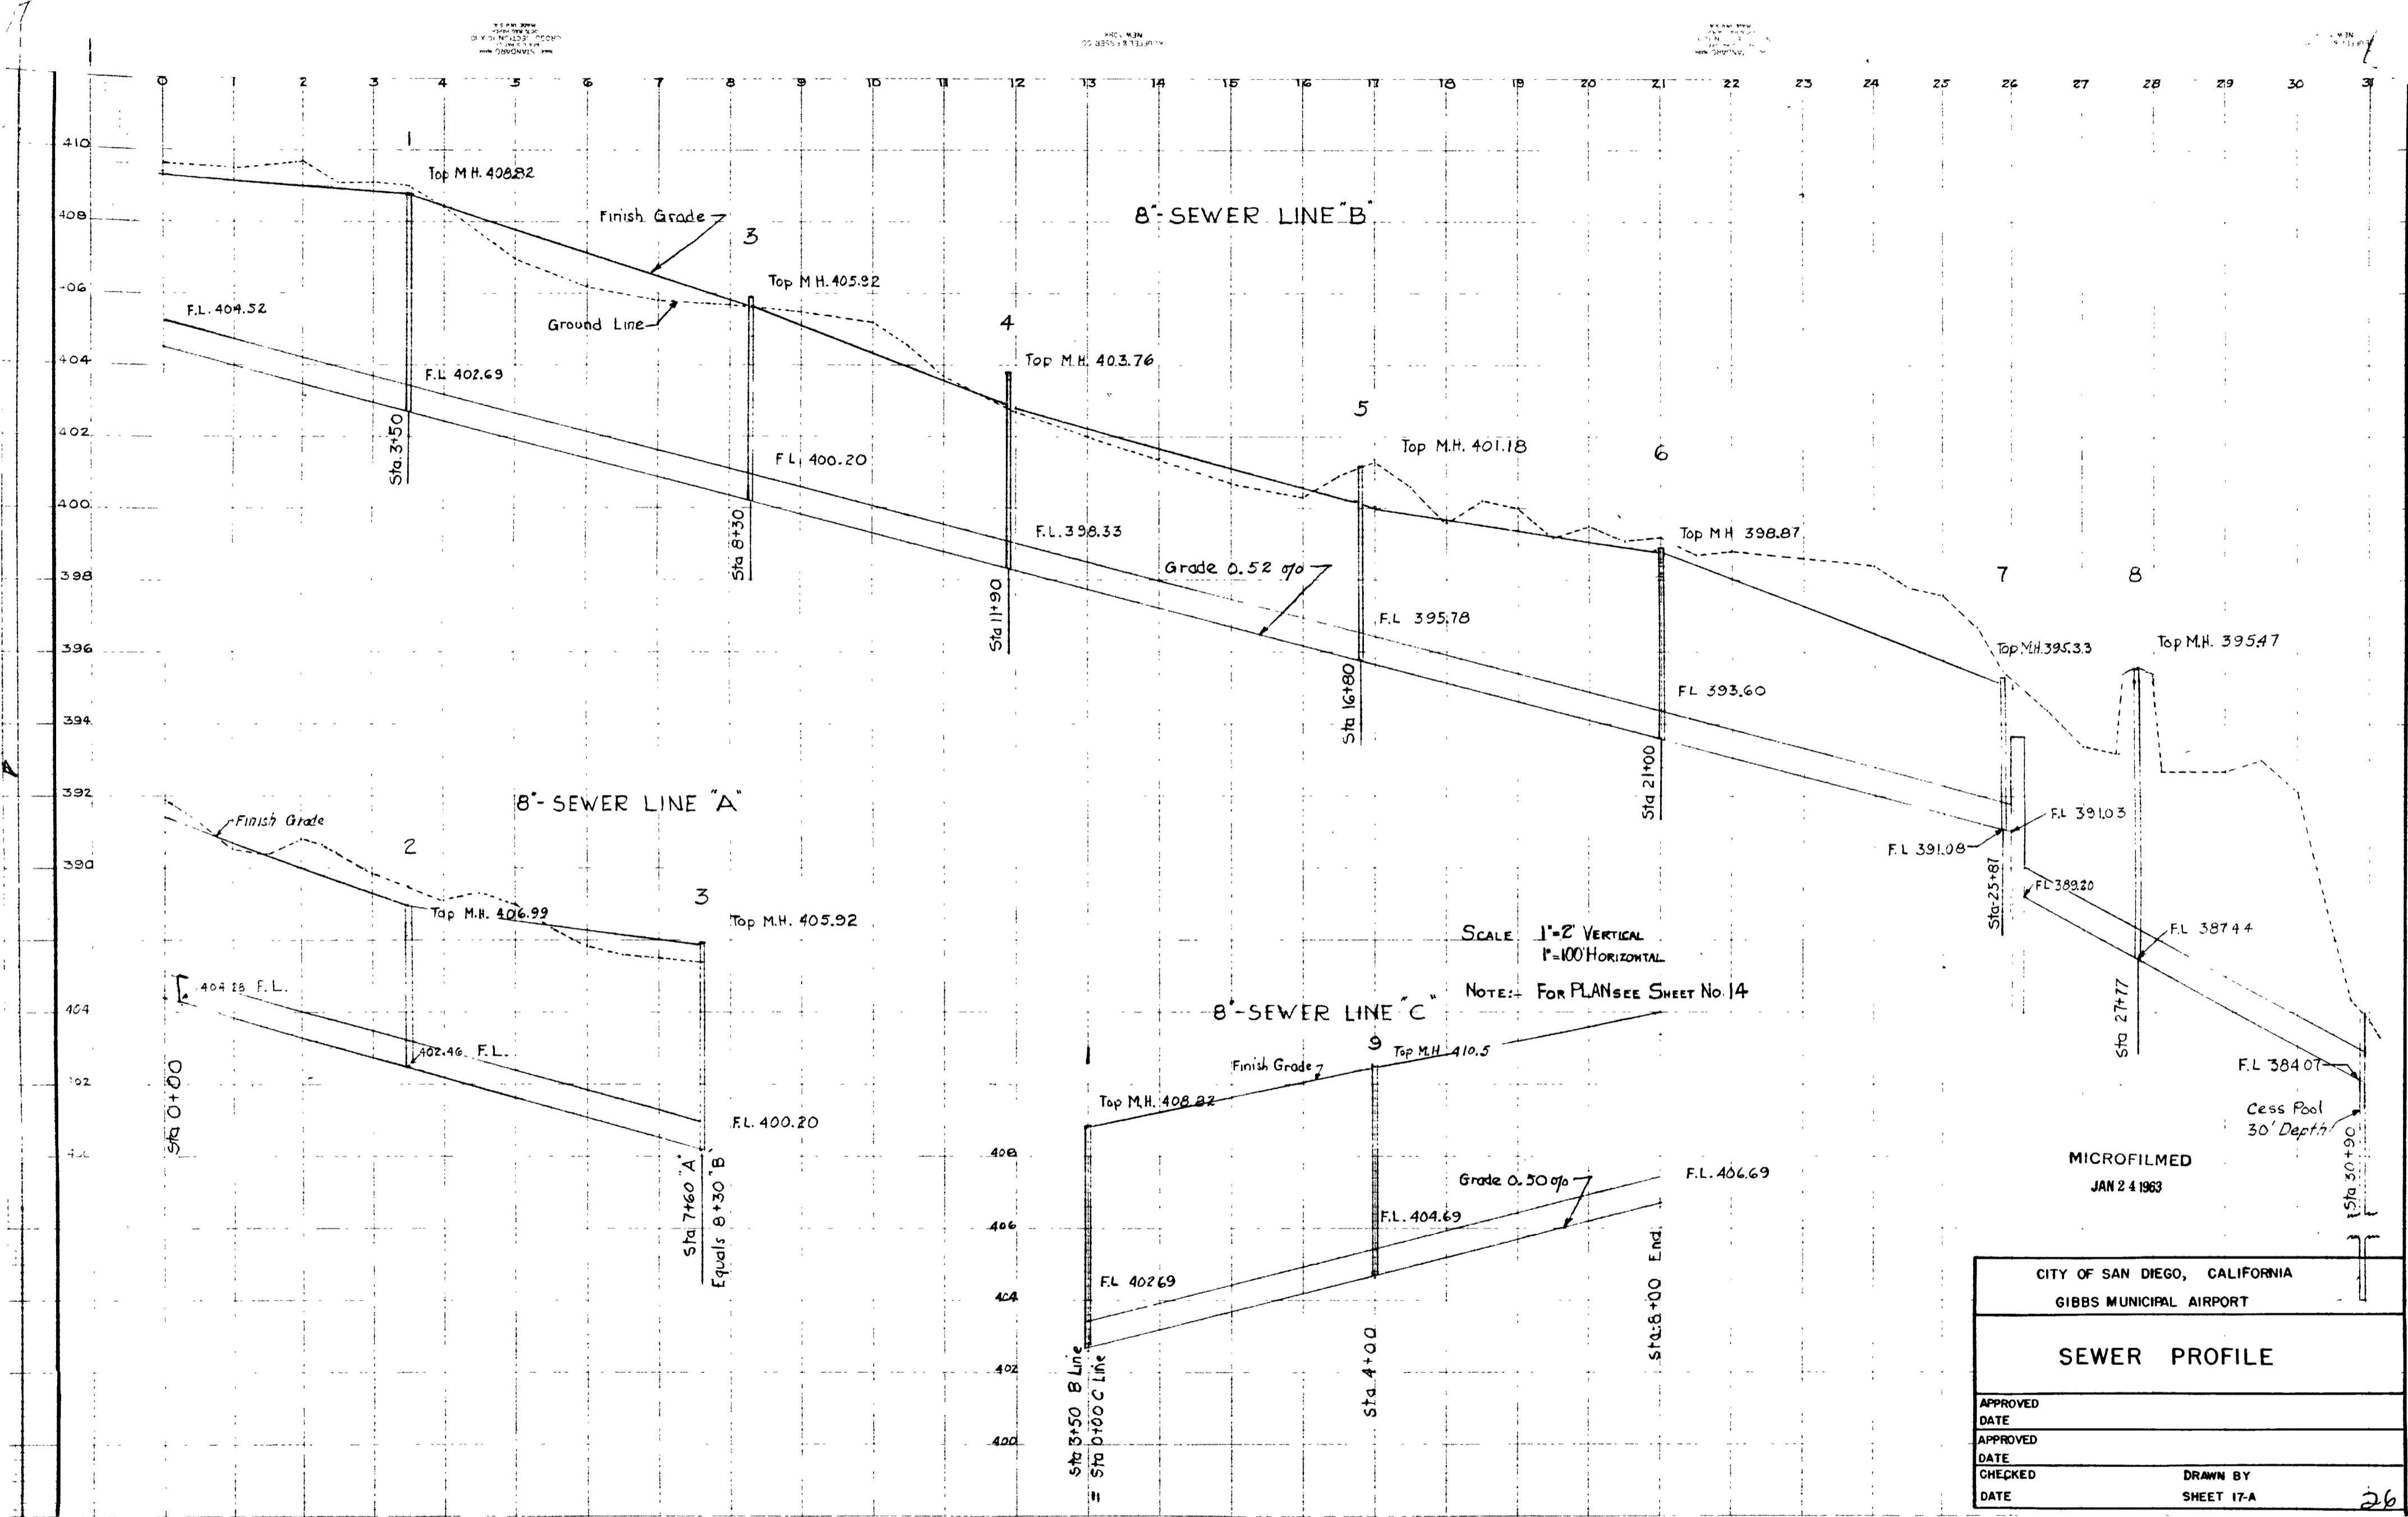 0 1 2 3 4 5 6 7 8 9 10 11 12 13 14 15 16 17 18 19 20 21 22 23 24 25 26 27 28 29 30 31
410
408
406
404
402
400
398
396
394
392
390
404
8"-SEWER LINE "B"
1
Top M.H. 408.82
Finish Grade
3
Top M.H. 405.92
Ground Line
4
Top M.H. 403.76
5
Top M.H. 401.18
6
Top M.H. 398.87
7
Top M.H. 395.33
8
Top M.H. 395.47
F.L. 404.52
F.L. 402.69
Sta. 3+50
F.L. 400.20
Sta 8+30
F.L. 398.33
Sta 11+90
Grade 0.52 %
F.L. 395.78
Sta 16+80
F.L. 393.60
Sta 21+00
F.L. 391.03
F.L. 391.08
Sta-25+87
F.L. 389.20
F.L. 387.44
Sta 27+77
F.L. 384.07
Cess Pool
30' Depth
Sta 30+90
8"-SEWER LINE "A"
Finish Grade
2
Top M.H. 406.99
3
Top M.H. 405.92
404.28 F.L.
402.46 F.L.
F.L. 400.20
Sta 0+00
Sta 7+60 "A"
Equals 8+30 "B"
SCALE 1"=2' VERTICAL
1"=100' HORIZONTAL
NOTE:- FOR PLAN SEE SHEET No. 14
8"-SEWER LINE "C"
1
Top M.H. 408.82
Finish Grade
9
Top M.H. 410.5
408
406
404
402
400
Grade 0.50 %
F.L. 406.69
F.L. 404.69
F.L. 402.69
Sta 3+50 B Line
= Sta 0+00 C Line
Sta. 4+00
Sta. 8+00 End.
MICROFILMED
JAN 24 1963
CITY OF SAN DIEGO, CALIFORNIA
GIBBS MUNICIPAL AIRPORT
SEWER PROFILE
APPROVED
DATE
APPROVED
DATE
CHECKED DRAWN BY
DATE SHEET 17-A
26